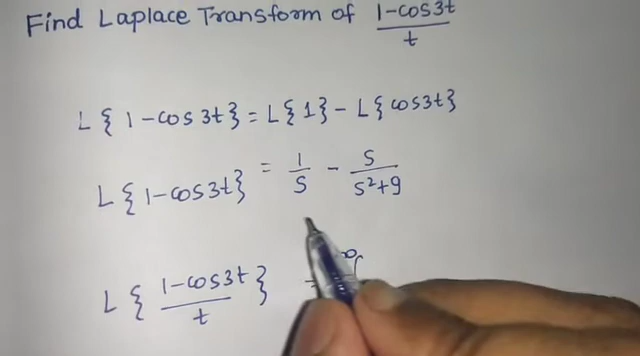 Find Laplace Transform of (1-cos3t)/t
L{1-cos3t} = L{1} - L{cos3t}
L{1-cos3t} = 1/s - s/(s²+9)
L{(1-cos3t)/t} = ∫